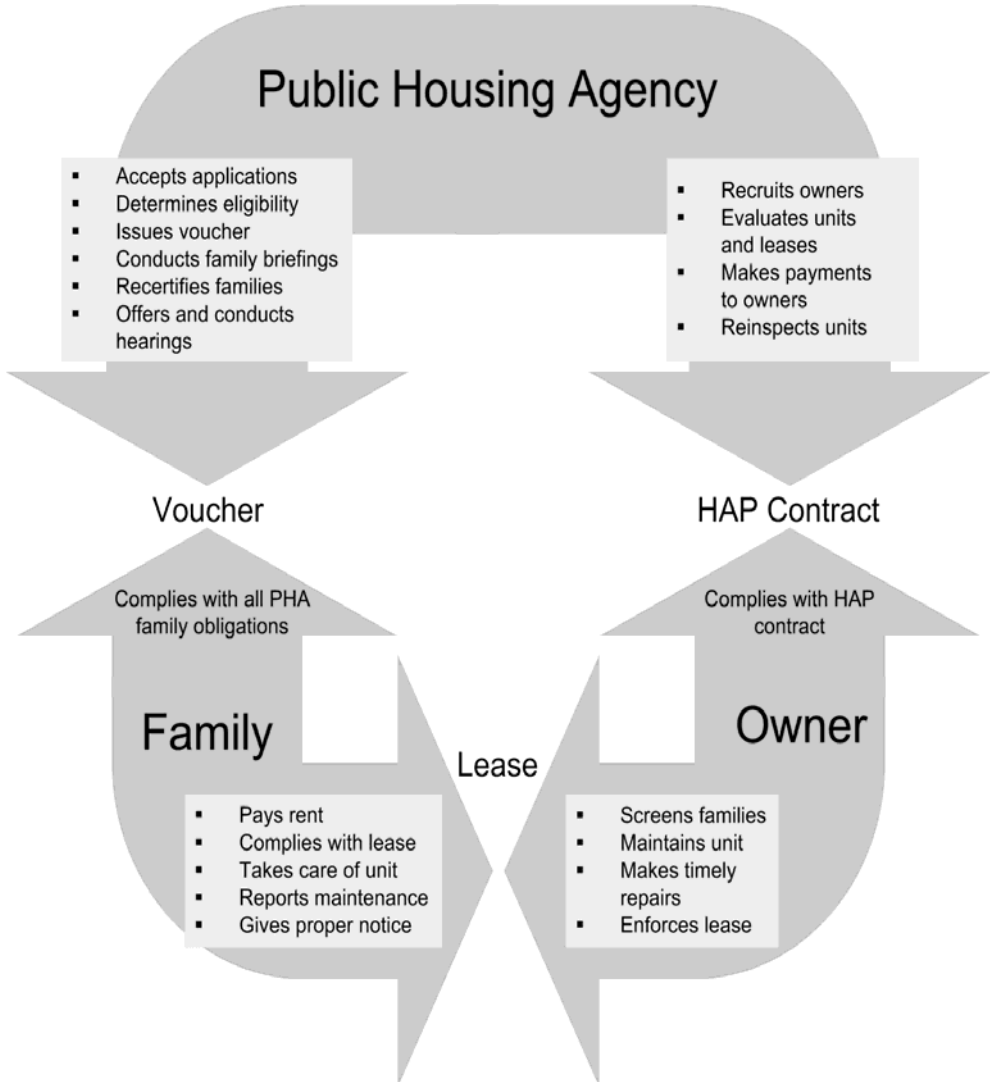 Public Housing Agency
▪ Accepts applications
▪ Determines eligibility
▪ Issues voucher
▪ Conducts family briefings
▪ Recertifies families
▪ Offers and conducts
hearings
▪ Recruits owners
▪ Evaluates units
and leases
▪ Makes payments
to owners
▪ Reinspects units
Voucher
HAP Contract
Complies with all PHA
family obligations
Complies with HAP
contract
Family
Owner
Lease
▪ Pays rent
▪ Complies with lease
▪ Takes care of unit
▪ Reports maintenance
▪ Gives proper notice
▪ Screens families
▪ Maintains unit
▪ Makes timely
repairs
▪ Enforces lease